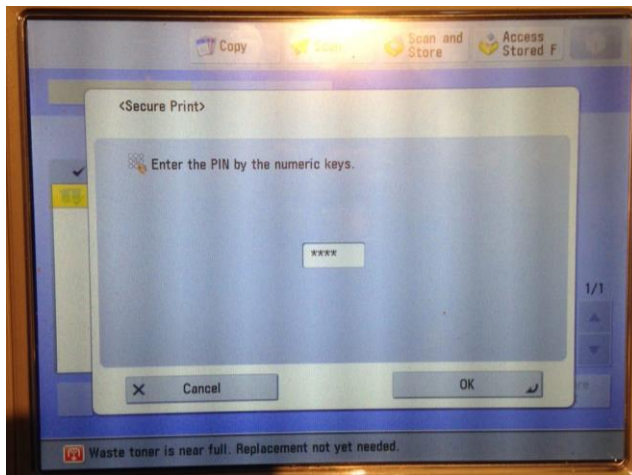 Copy
Scan
Scan and
Store
Access
Stored F
<Secure Print>
Enter the PIN by the numeric keys.
****
1/1
Cancel
OK
Waste toner is near full. Replacement not yet needed.